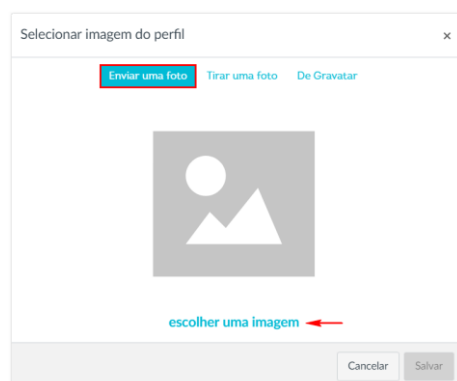 Selecionar imagem do perfil ×
Enviar uma foto Tirar uma foto De Gravatar
escolher uma imagem
Cancelar Salvar